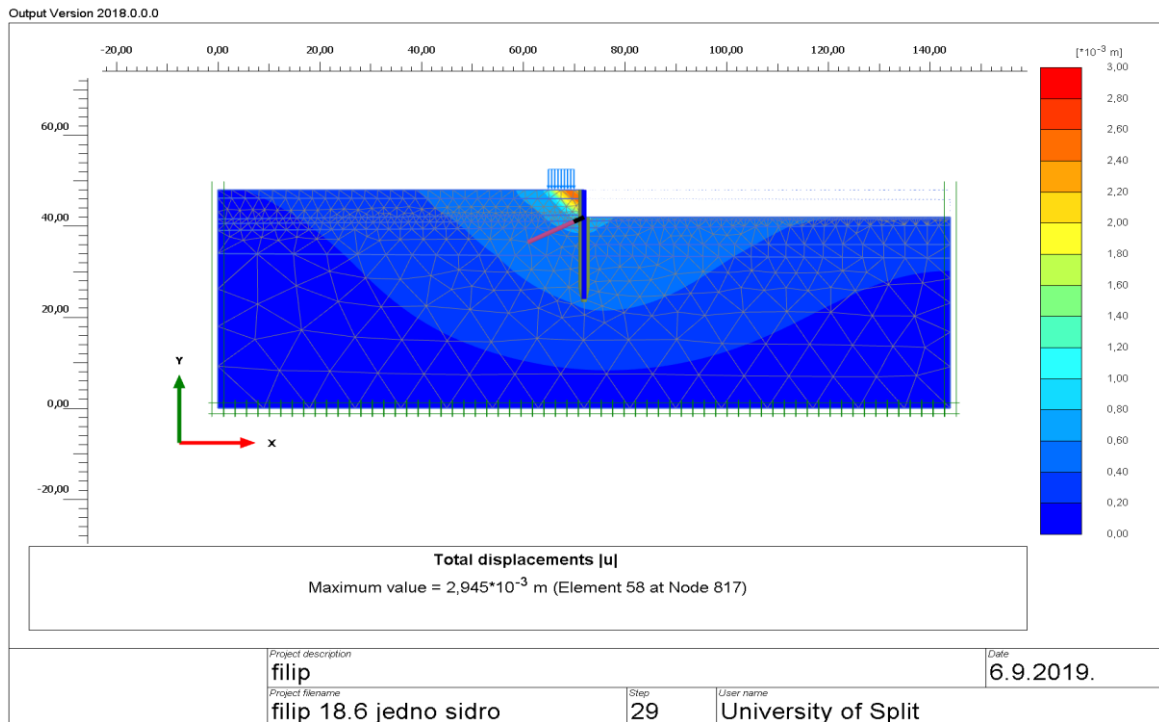 Output Version 2018.0.0.0
-20,00 0,00 20,00 40,00 60,00 80,00 100,00 120,00 140,00
[*10⁻³ m]
3,00
2,80
2,60
2,40
2,20
2,00
1,80
1,60
1,40
1,20
1,00
0,80
0,60
0,40
0,20
0,00
60,00
40,00
20,00
0,00
-20,00
Y
X
Total displacements |u|
Maximum value = 2,945*10⁻³ m (Element 58 at Node 817)
Project description
filip
Date
6.9.2019.
Project filename
filip 18.6 jedno sidro
Step
29
User name
University of Split